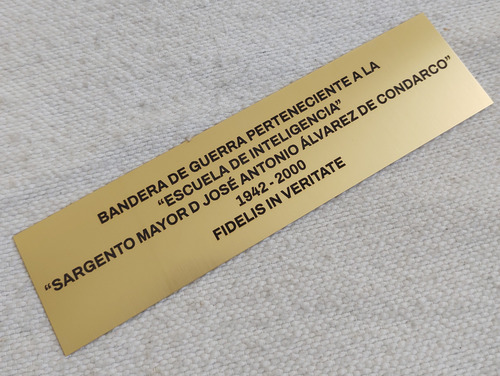 BANDERA DE GUERRA PERTENECIENTE A LA
“ESCUELA DE INTELIGENCIA”
“SARGENTO MAYOR D JOSÉ ANTONIO ÁLVAREZ DE CONDARCO”
1942 - 2000
FIDELIS IN VERITATE